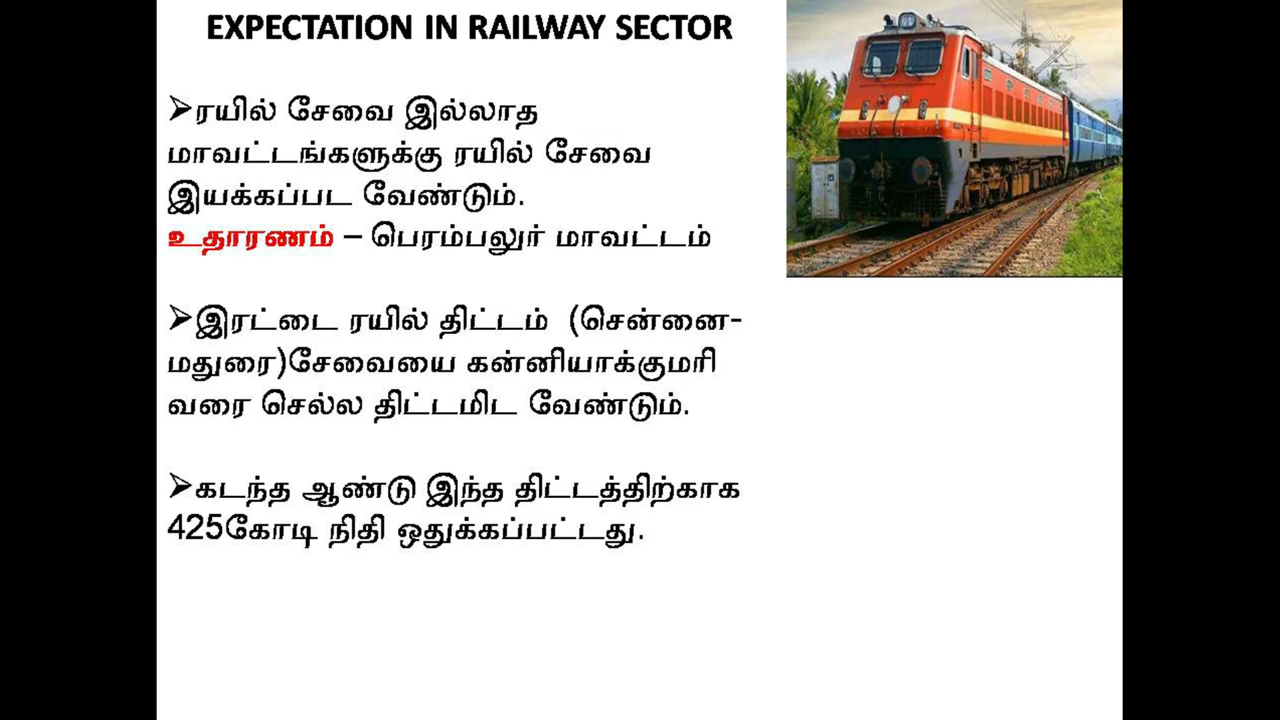 EXPECTATION IN RAILWAY SECTOR
➢ரயில் சேவை இல்லாத
மாவட்டங்களுக்கு ரயில் சேவை
இயக்கப்பட வேண்டும்.
உதாரணம் – பெரம்பலுர் மாவட்டம்
➢இரட்டை ரயில் திட்டம் (சென்னை-
மதுரை)சேவையை கன்னியாக்குமரி
வரை செல்ல திட்டமிட வேண்டும்.
➢கடந்த ஆண்டு இந்த திட்டத்திற்காக
425கோடி நிதி ஒதுக்கப்பட்டது.